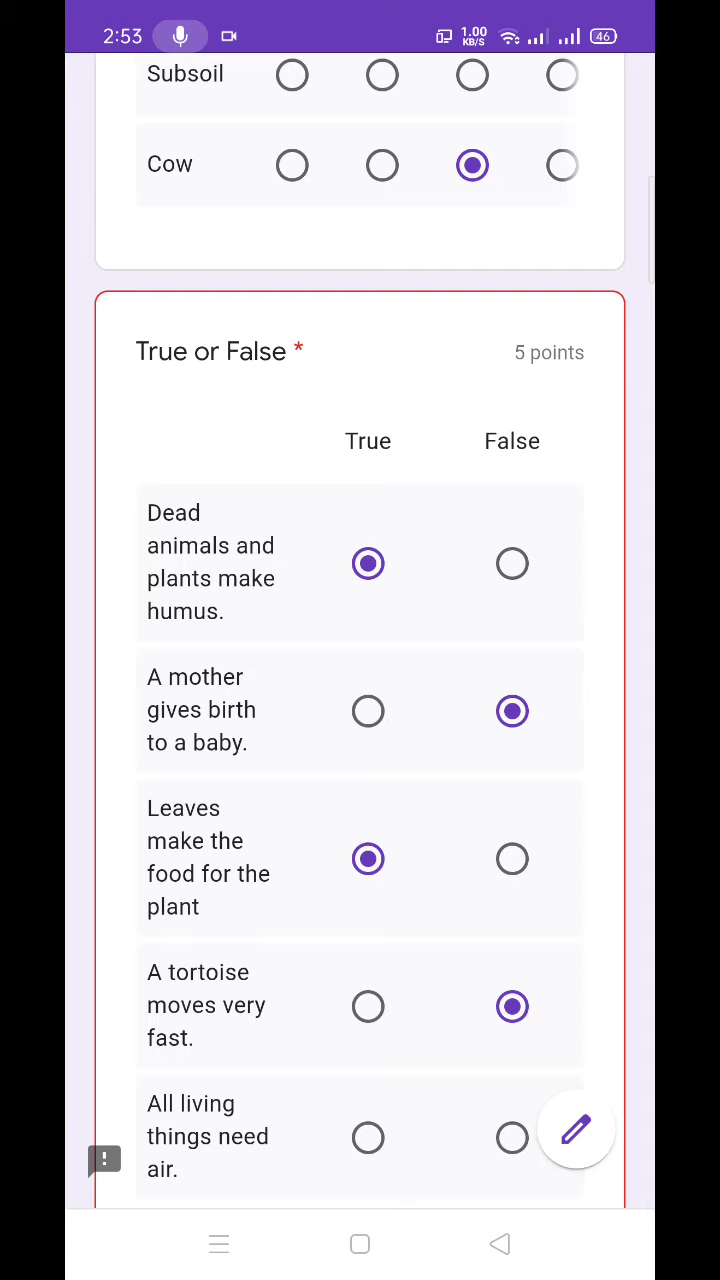 2:53 1.00 KB/S 46
Subsoil
Cow
True or False * 5 points
True False
Dead
animals and
plants make
humus.
A mother
gives birth
to a baby.
Leaves
make the
food for the
plant
A tortoise
moves very
fast.
All living
things need
air.